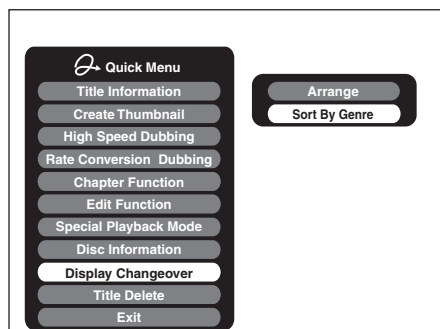 Quick Menu
Title Information
Create Thumbnail
High Speed Dubbing
Rate Conversion Dubbing
Chapter Function
Edit Function
Special Playback Mode
Disc Information
Display Changeover
Title Delete
Exit
Arrange
Sort By Genre